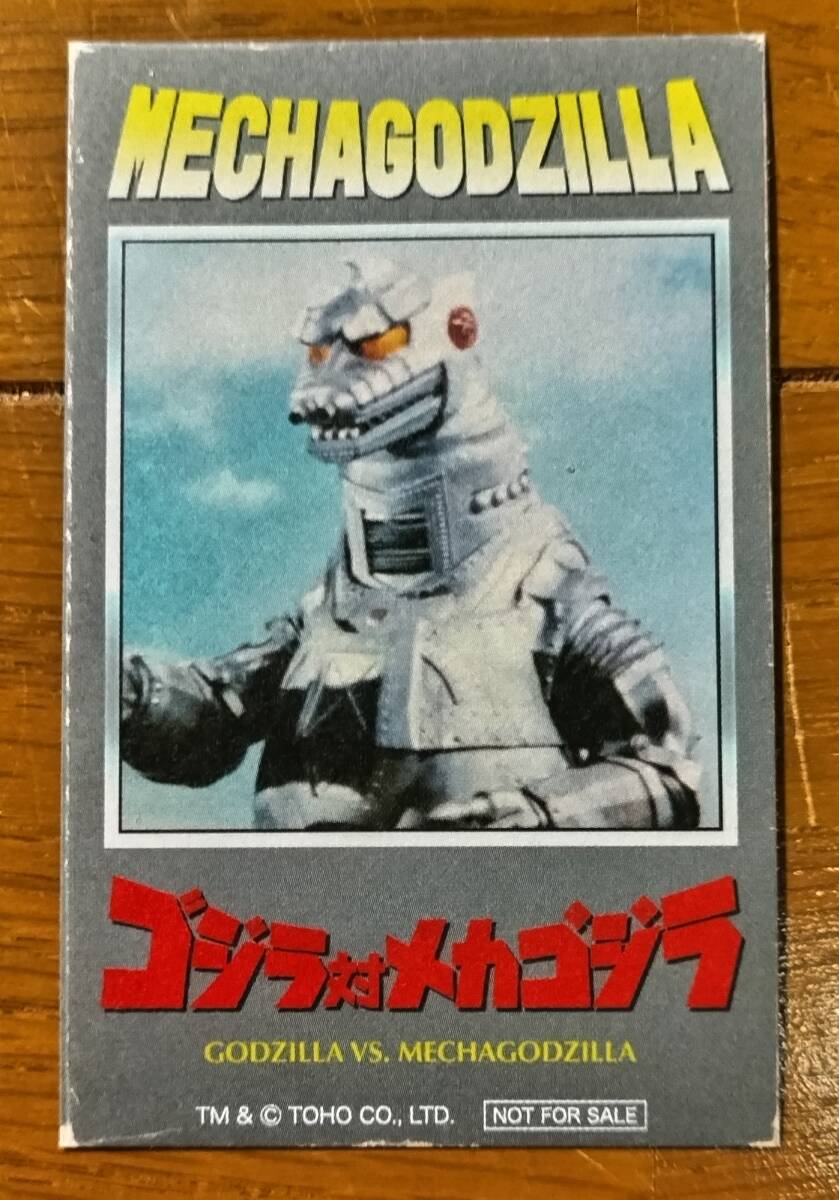 MECHAGODZILLA
ゴジラ対メカゴジラ
GODZILLA VS. MECHAGODZILLA
TM & © TOHO CO., LTD. NOT FOR SALE